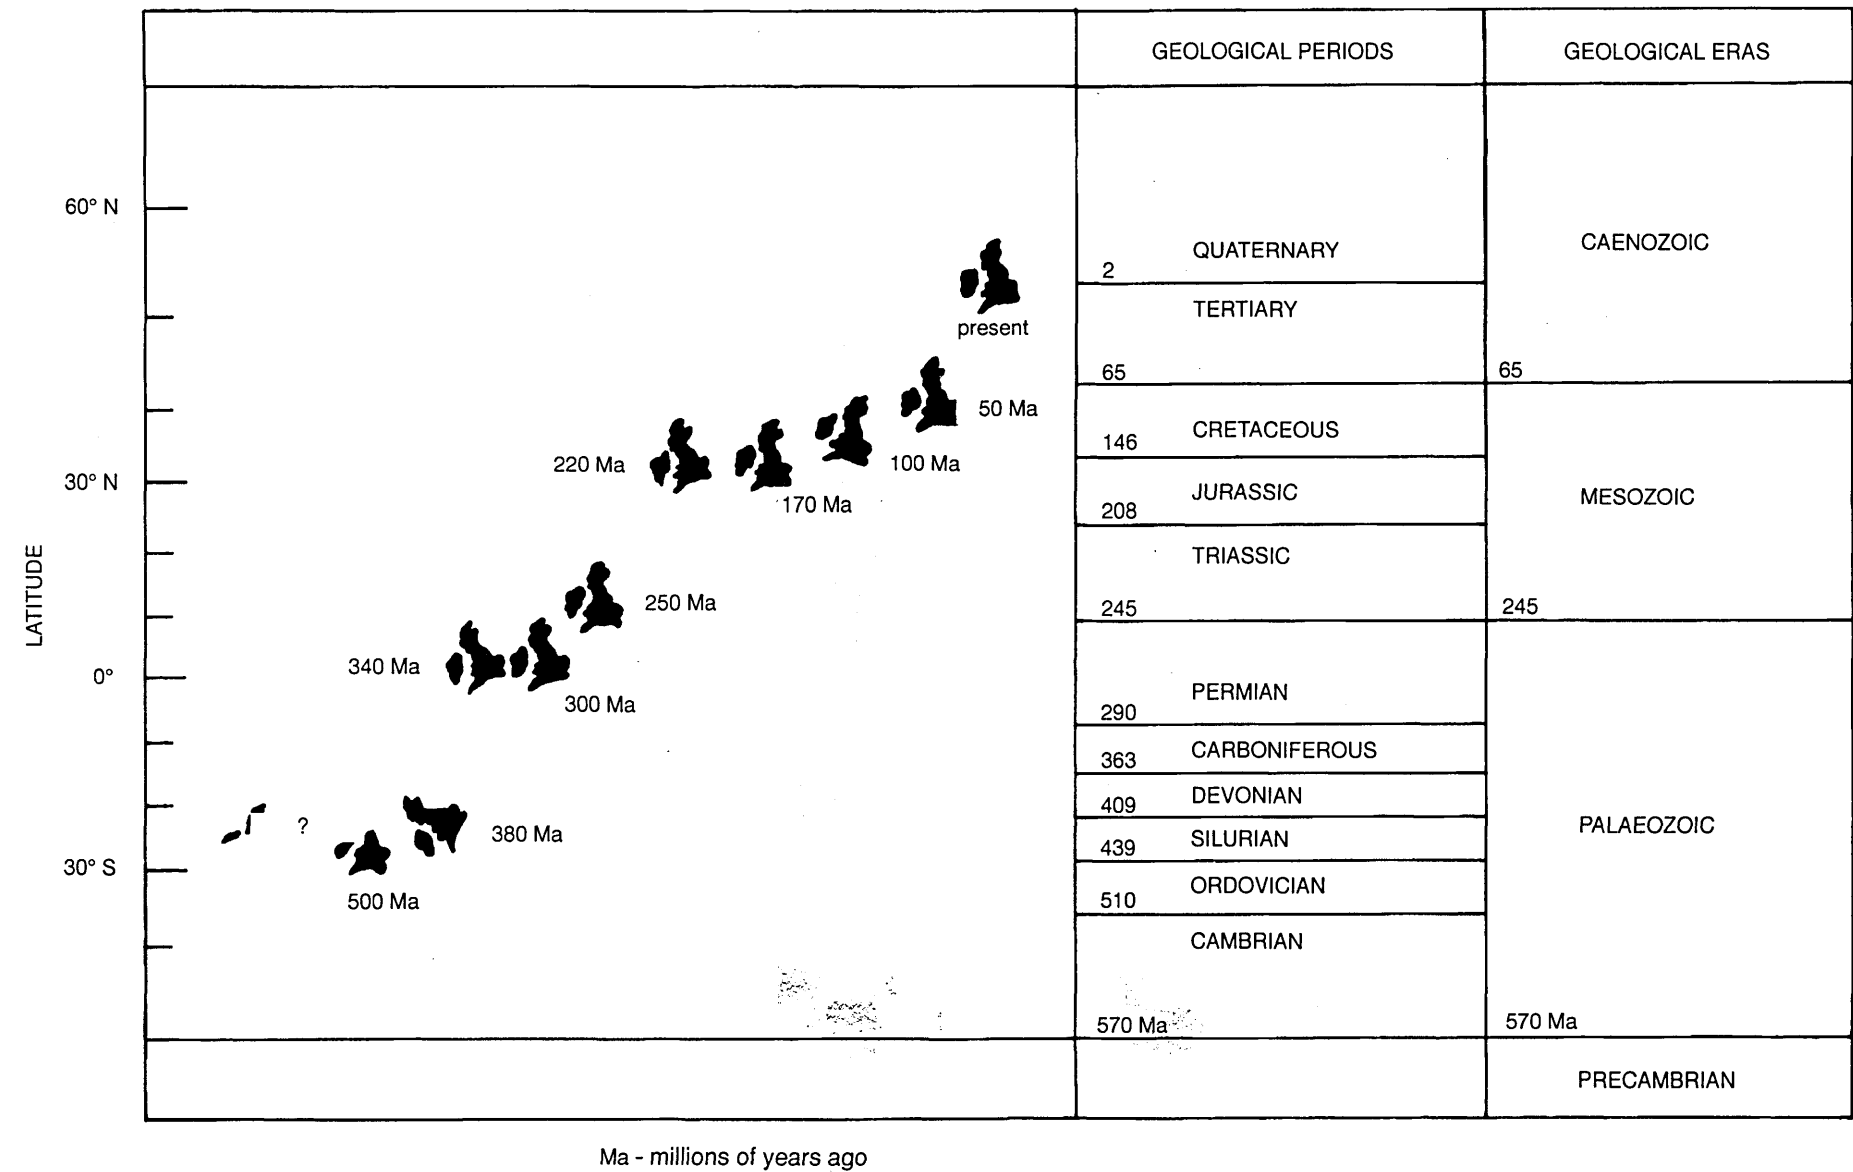 GEOLOGICAL PERIODS
GEOLOGICAL ERAS
60° N
30° N
0°
30° S
LATITUDE
present
50 Ma
100 Ma
170 Ma
220 Ma
250 Ma
300 Ma
340 Ma
380 Ma
?
500 Ma
QUATERNARY
2
TERTIARY
65
CRETACEOUS
146
JURASSIC
208
TRIASSIC
245
PERMIAN
290
CARBONIFEROUS
363
DEVONIAN
409
SILURIAN
439
ORDOVICIAN
510
CAMBRIAN
570 Ma
CAENOZOIC
65
MESOZOIC
245
PALAEOZOIC
570 Ma
PRECAMBRIAN
Ma - millions of years ago